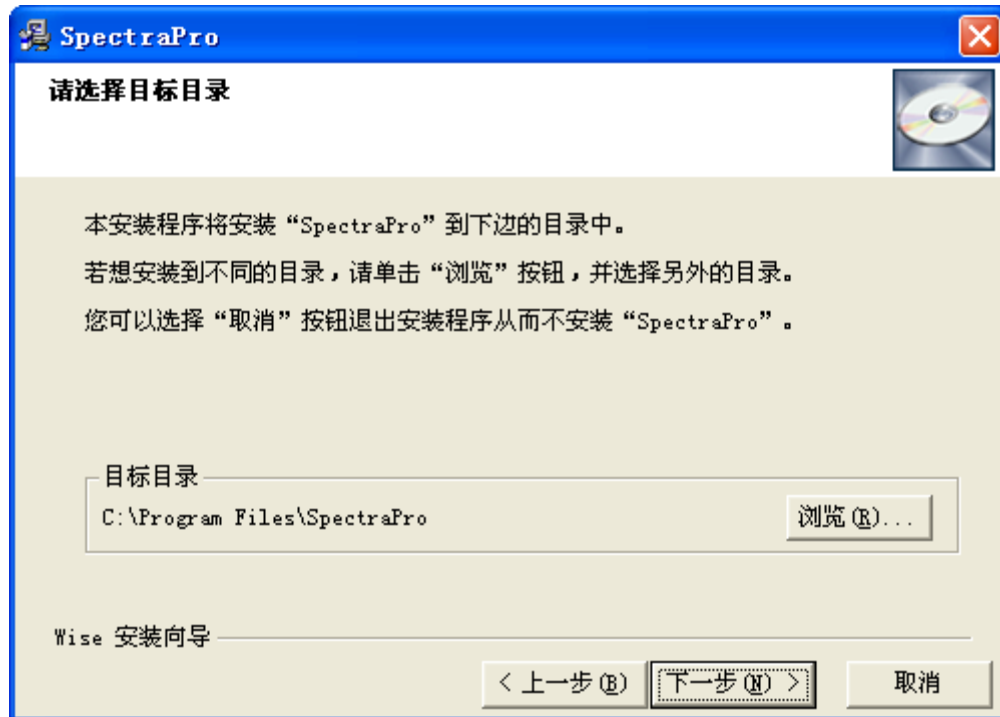 SpectraPro
请选择目标目录
本安装程序将安装“SpectraPro”到下边的目录中。
若想安装到不同的目录，请单击“浏览”按钮，并选择另外的目录。
您可以选择“取消”按钮退出安装程序从而不安装“SpectraPro”。
目标目录
C:\Program Files\SpectraPro
浏览(R)...
Wise 安装向导
< 上一步(B)
下一步(N) >
取消